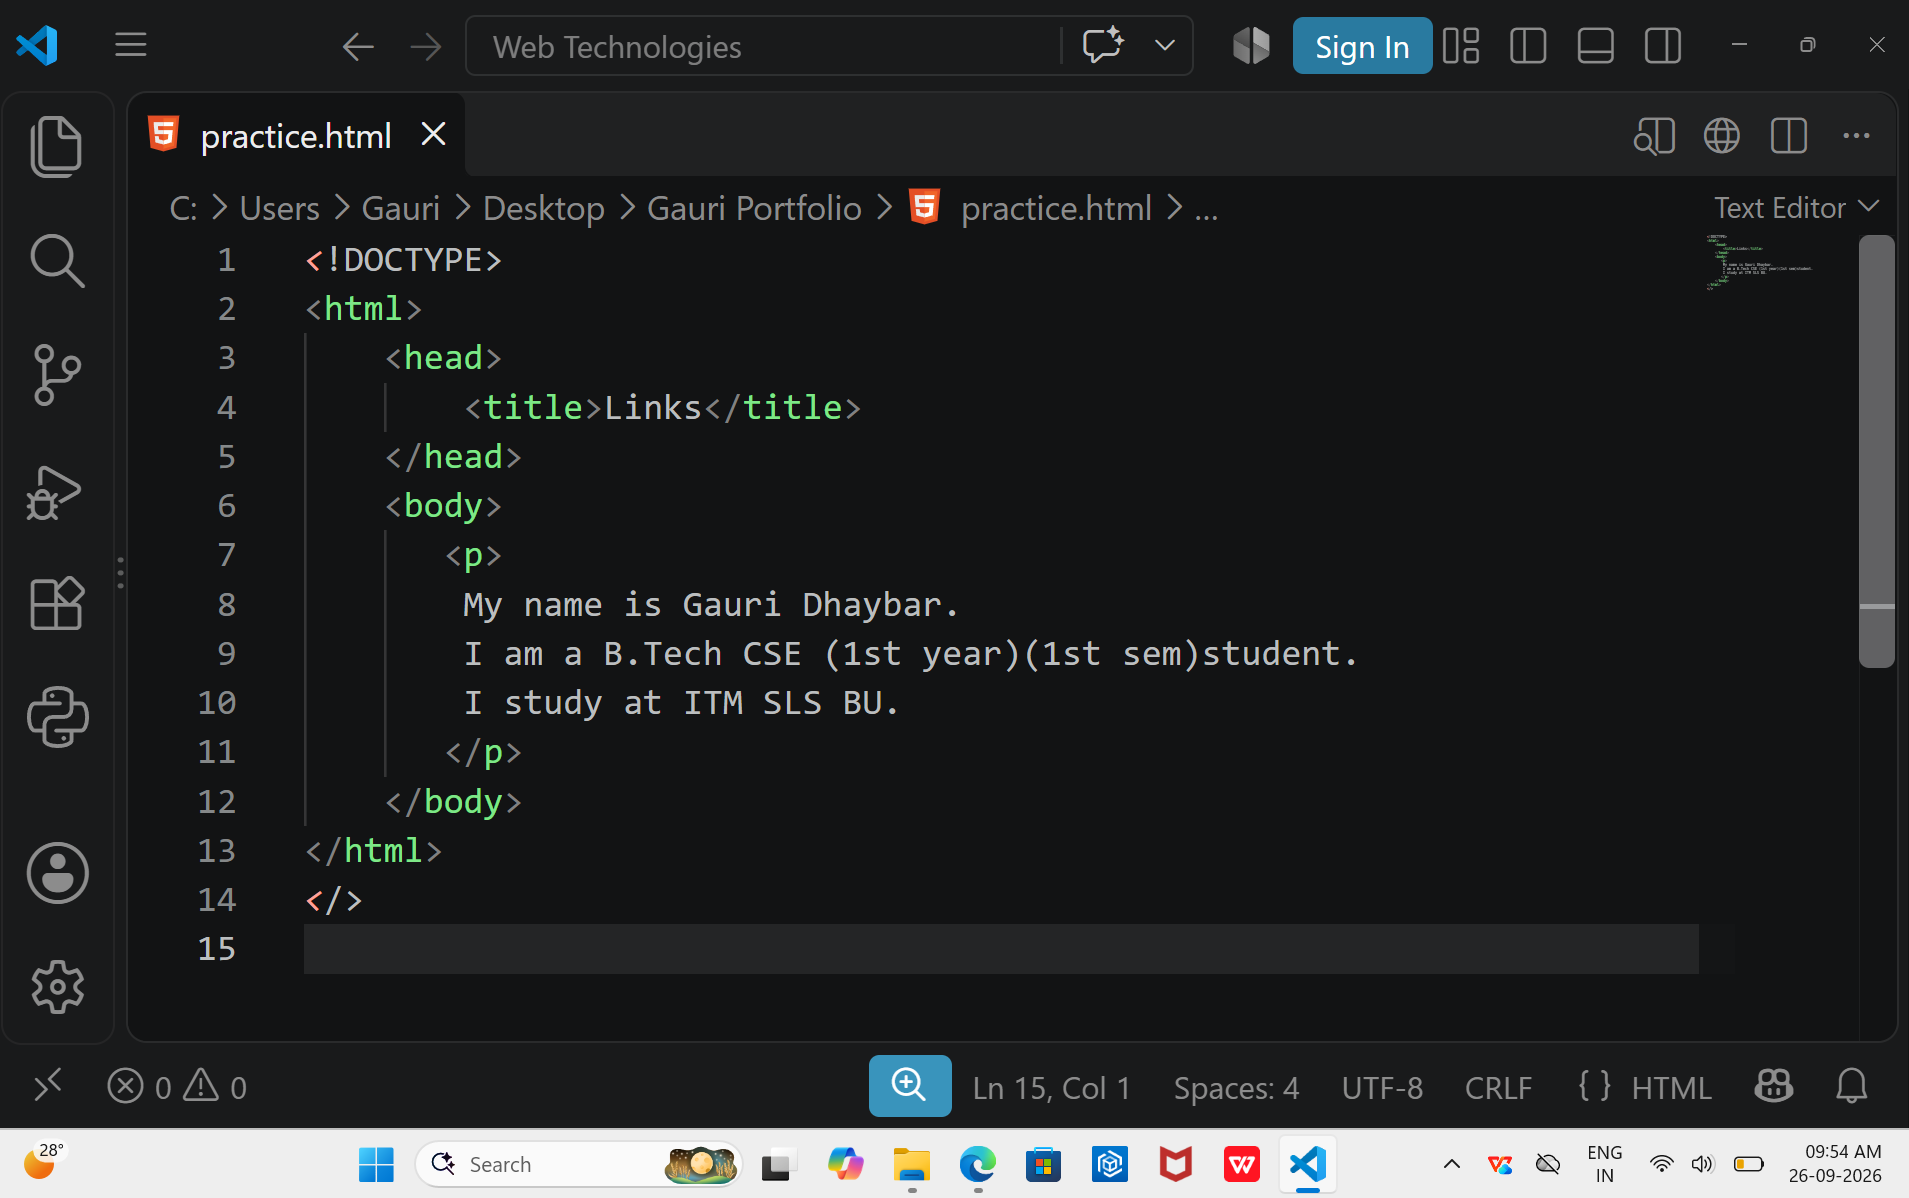 Web Technologies
Sign In
practice.html
C: > Users > Gauri > Desktop > Gauri Portfolio > practice.html > ...
Text Editor
1 <!DOCTYPE>
2 <html>
3 <head>
4 <title>Links</title>
5 </head>
6 <body>
7 <p>
8 My name is Gauri Dhaybar.
9 I am a B.Tech CSE (1st year)(1st sem)student.
10 I study at ITM SLS BU.
11 </p>
12 </body>
13 </html>
14 </>
15
0 0 Ln 15, Col 1 Spaces: 4 UTF-8 CRLF {} HTML
28°
Search
ENG
IN
09:54 AM
26-09-2026